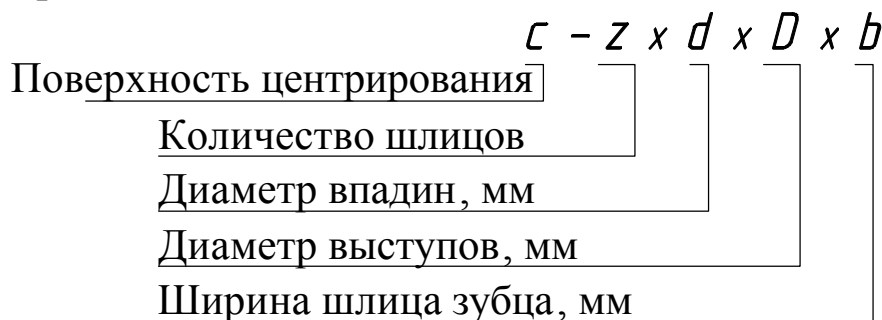 c – z x d x D x b
Поверхность центрирования
Количество шлицов
Диаметр впадин, мм
Диаметр выступов, мм
Ширина шлица зубца, мм